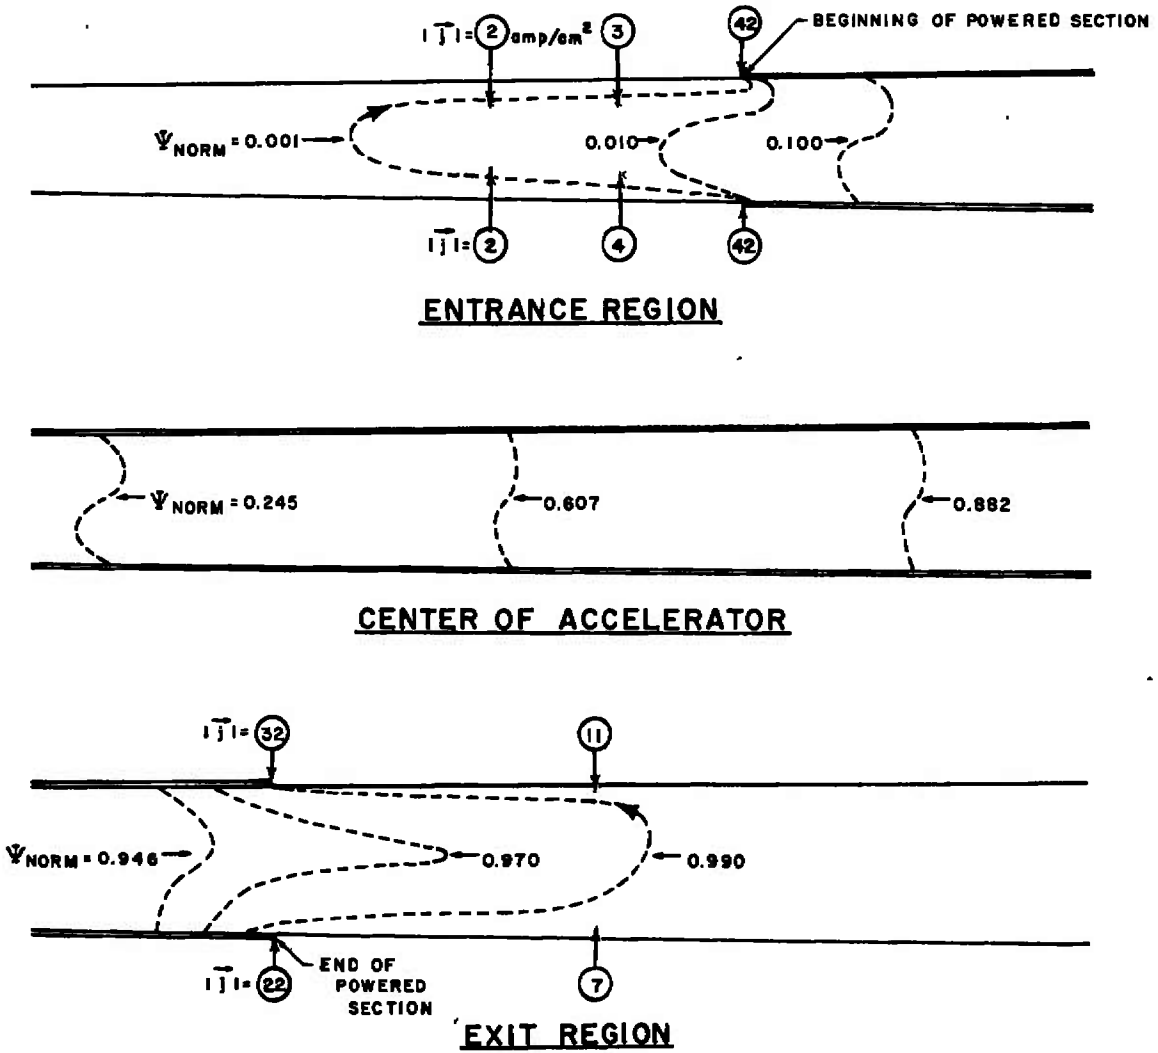 |j|= 2 amp/cm² 3 42 BEGINNING OF POWERED SECTION
Ψ NORM = 0.001 0.010 0.100
|j|= 2 4 42
ENTRANCE REGION
Ψ NORM = 0.245 0.607 0.882
CENTER OF ACCELERATOR
|j|= 32 11
Ψ NORM = 0.946 0.970 0.990
|j|= 22 7
END OF
POWERED
SECTION
EXIT REGION